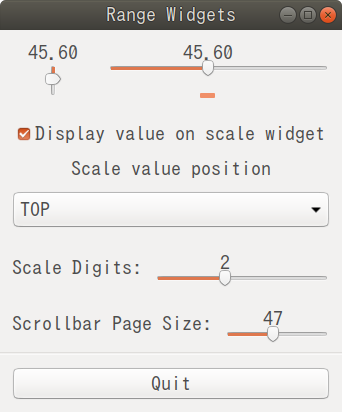 Range Widgets
45.60 45.60
Display value on scale widget
Scale value position
TOP
2
Scale Digits:
47
Scrollbar Page Size:
Quit